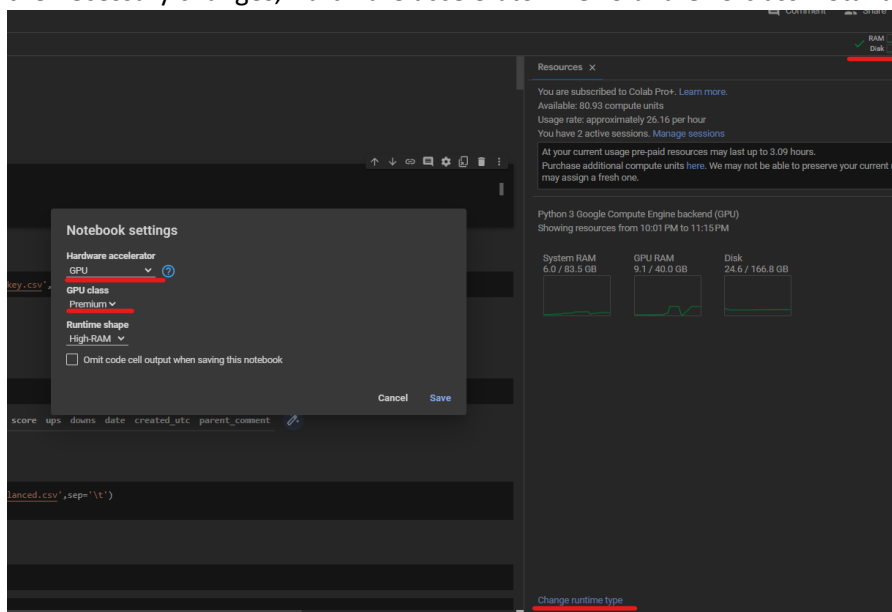 Comment Share
RAM
Disk
Resources ×
You are subscribed to Colab Pro+. Learn more.
Available: 80.93 compute units
Usage rate: approximately 26.16 per hour
You have 2 active sessions. Manage sessions
At your current usage pre-paid resources may last up to 3.09 hours.
Purchase additional compute units here. We may not be able to preserve your current
may assign a fresh one.
Python 3 Google Compute Engine backend (GPU)
Showing resources from 10:01 PM to 11:15 PM
System RAM GPU RAM Disk
6.0 / 83.5 GB 9.1 / 40.0 GB 24.6 / 166.8 GB
Notebook settings
Hardware accelerator
GPU
GPU class
Premium
Runtime shape
High-RAM
Omit code cell output when saving this notebook
Cancel Save
key.csv',
score ups downs date created_utc parent_comment
lanced.csv',sep='\t')
Change runtime type